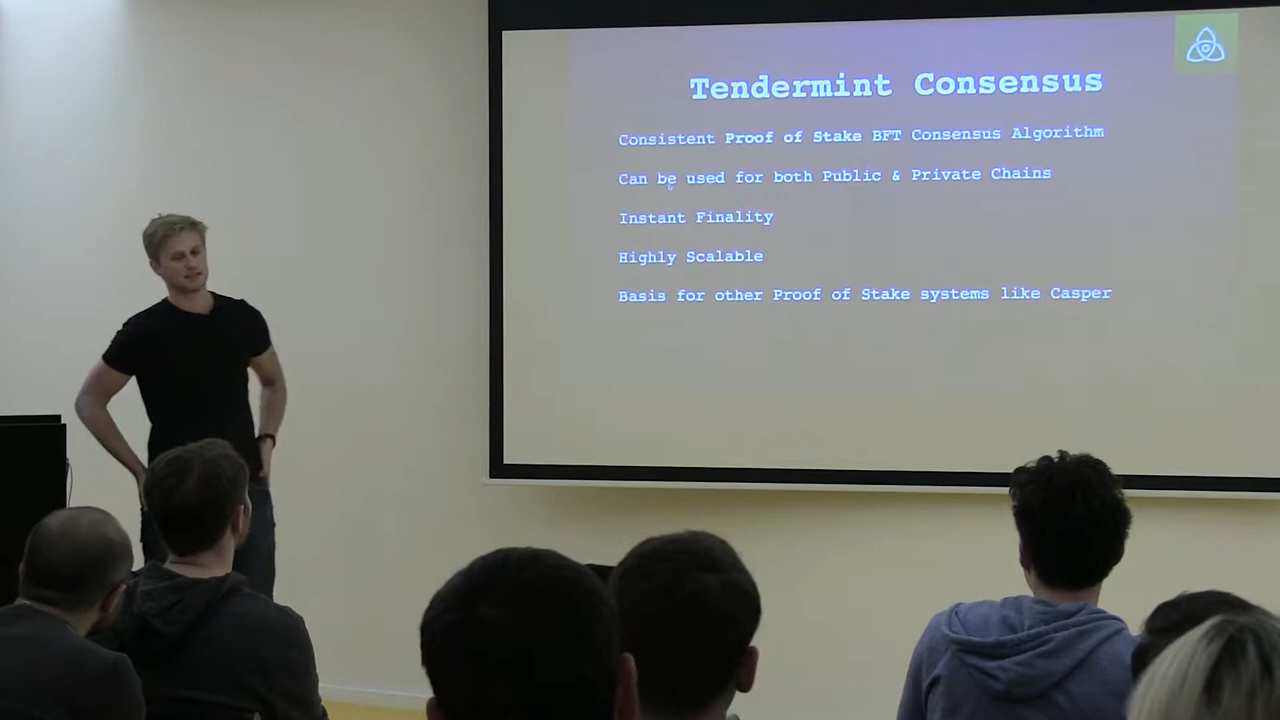 Tendermint Consensus
Consistent Proof of Stake BFT Consensus Algorithm
Can be used for both Public & Private Chains
Instant Finality
Highly Scalable
Basis for other Proof of Stake systems like Casper